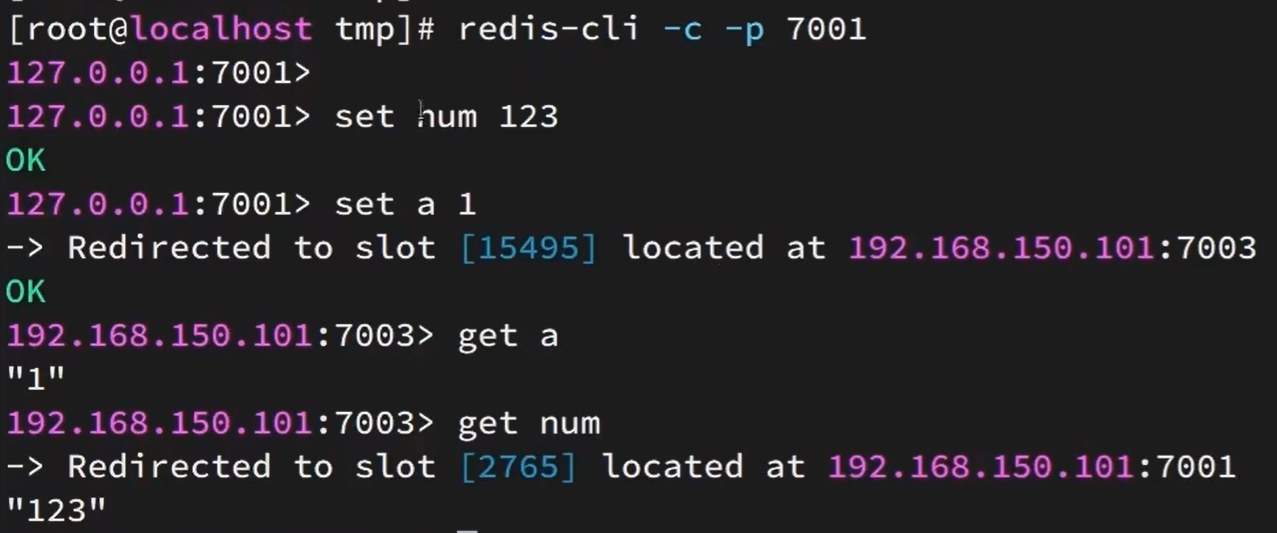 [root@localhost tmp]# redis-cli -c -p 7001
127.0.0.1:7001>
127.0.0.1:7001> set num 123
OK
127.0.0.1:7001> set a 1
-> Redirected to slot [15495] located at 192.168.150.101:7003
OK
192.168.150.101:7003> get a
"1"
192.168.150.101:7003> get num
-> Redirected to slot [2765] located at 192.168.150.101:7001
"123"